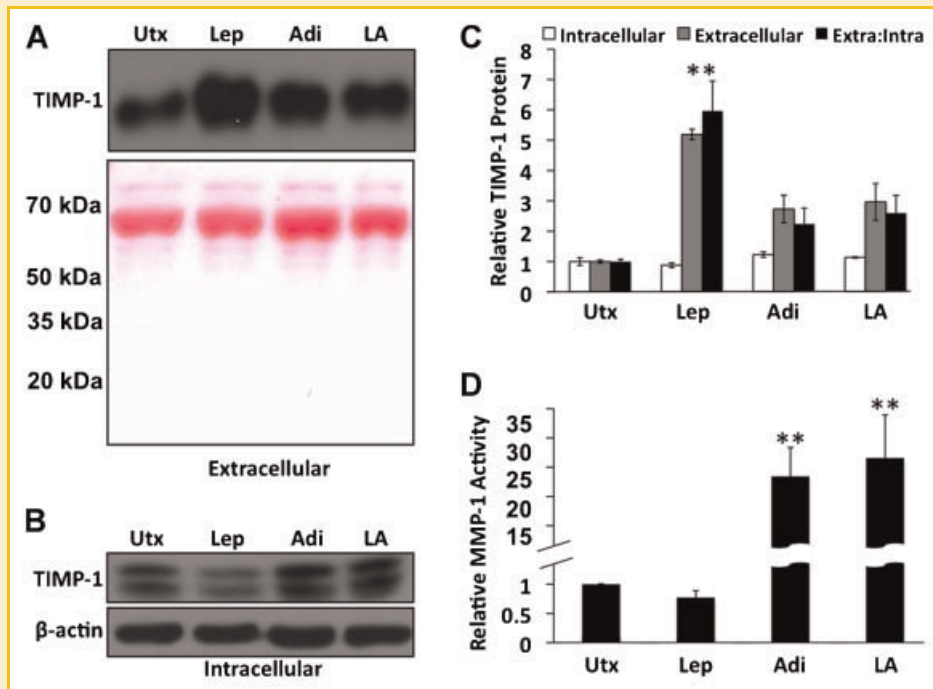 A
Utx Lep Adi LA
TIMP-1
70 kDa
50 kDa
35 kDa
20 kDa
Extracellular
B
Utx Lep Adi LA
TIMP-1
β-actin
Intracellular
C
Intracellular Extracellular Extra:Intra
Relative TIMP-1 Protein
8
7
6
5
4
3
2
1
0
**
Utx Lep Adi LA
D
Relative MMP-1 Activity
35
30
25
20
15
1
0.5
0
**
**
Utx Lep Adi LA